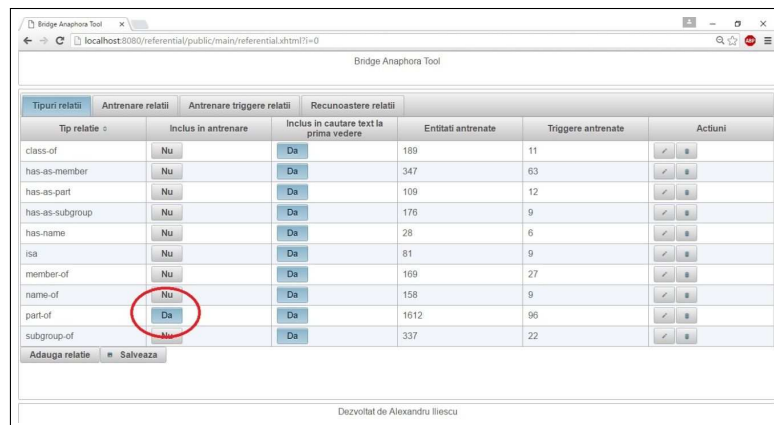 Bridge Anaphora Tool
localhost:8080/referential/public/main/referential.xhtml?i=0
ABP
Bridge Anaphora Tool
Tipuri relatii Antrenare relatii Antrenare triggere relatii Recunoastere relatii
Tip relatie Inclus in antrenare Inclus in cautare text la prima vedere Entitati antrenate Triggere antrenate Actiuni
class-of Nu Da 189 11
has-as-member Nu Da 347 63
has-as-part Nu Da 109 12
has-as-subgroup Nu Da 176 9
has-name Nu Da 28 6
isa Nu Da 81 9
member-of Nu Da 169 27
name-of Nu Da 158 9
part-of Da Da 1612 96
subgroup-of Nu Da 337 22
Adauga relatie Salveaza
Dezvoltat de Alexandru Iliescu